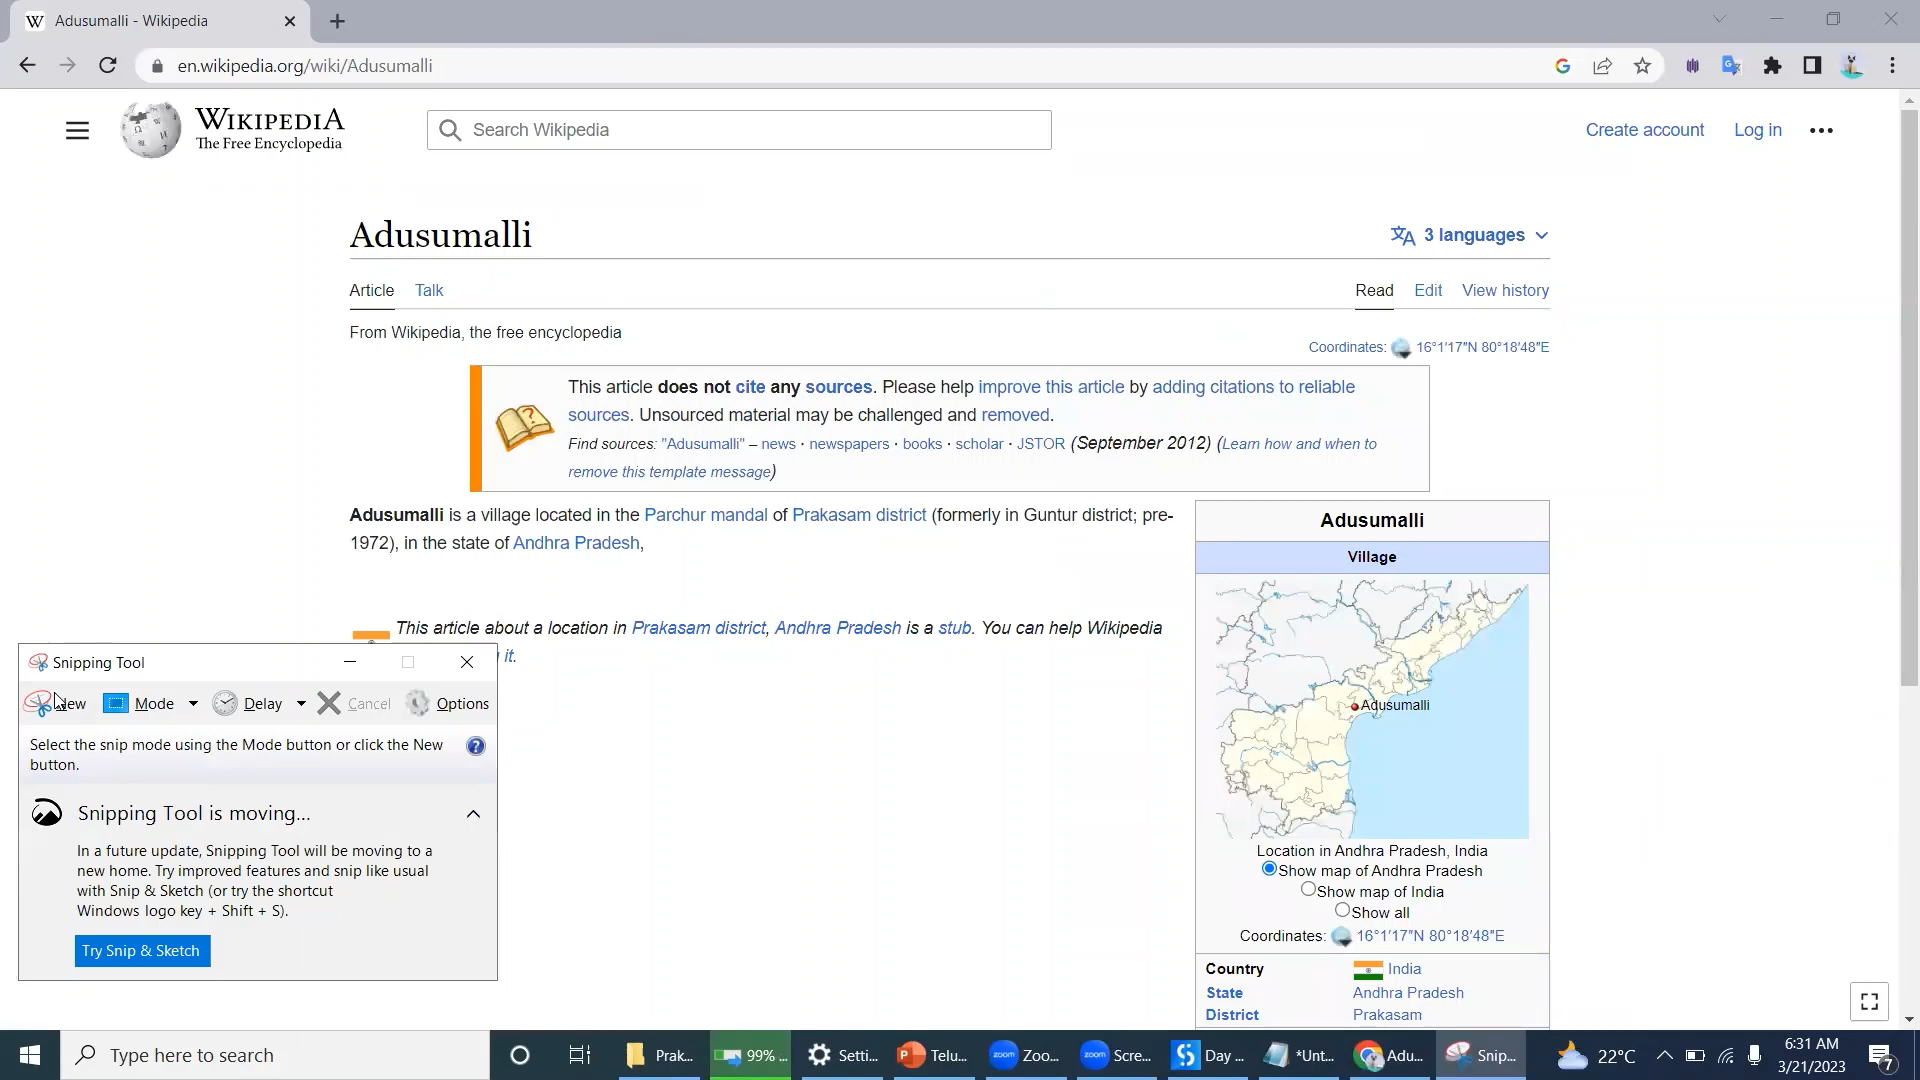 Adusumalli - Wikipedia
en.wikipedia.org/wiki/Adusumalli
WIKIPEDIA
The Free Encyclopedia
Search Wikipedia
Create account Log in
Adusumalli
3 languages
Article Talk
Read Edit View history
From Wikipedia, the free encyclopedia
Coordinates: 16°1′17″N 80°18′48″E
This article does not cite any sources. Please help improve this article by adding citations to reliable
sources. Unsourced material may be challenged and removed.
Find sources: "Adusumalli" – news · newspapers · books · scholar · JSTOR (September 2012) (Learn how and when to
remove this template message)
Adusumalli is a village located in the Parchur mandal of Prakasam district (formerly in Guntur district; pre-
1972), in the state of Andhra Pradesh,
This article about a location in Prakasam district, Andhra Pradesh is a stub. You can help Wikipedia
it.
Adusumalli
Village
Adusumalli
Location in Andhra Pradesh, India
Show map of Andhra Pradesh
Show map of India
Show all
Coordinates: 16°1′17″N 80°18′48″E
Country India
State Andhra Pradesh
District Prakasam
Snipping Tool
New Mode Delay Cancel Options
Select the snip mode using the Mode button or click the New
button.
Snipping Tool is moving...
In a future update, Snipping Tool will be moving to a
new home. Try improved features and snip like usual
with Snip & Sketch (or try the shortcut
Windows logo key + Shift + S).
Try Snip & Sketch
Type here to search
Prak... 99% ... Setti... Telu... Zoo... Scre... Day ... *Unt... Adu... Snip...
22°C
6:31 AM
3/21/2023
7